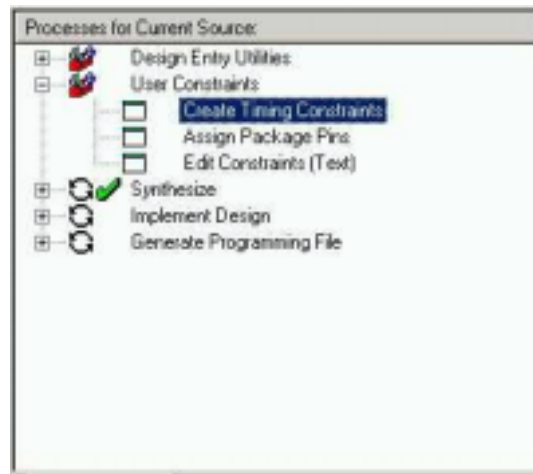 Processes for Current Source:
Design Entry Utilities
User Constraints
Create Timing Constraints
Assign Package Pins
Edit Constraints (Text)
Synthesize
Implement Design
Generate Programming File